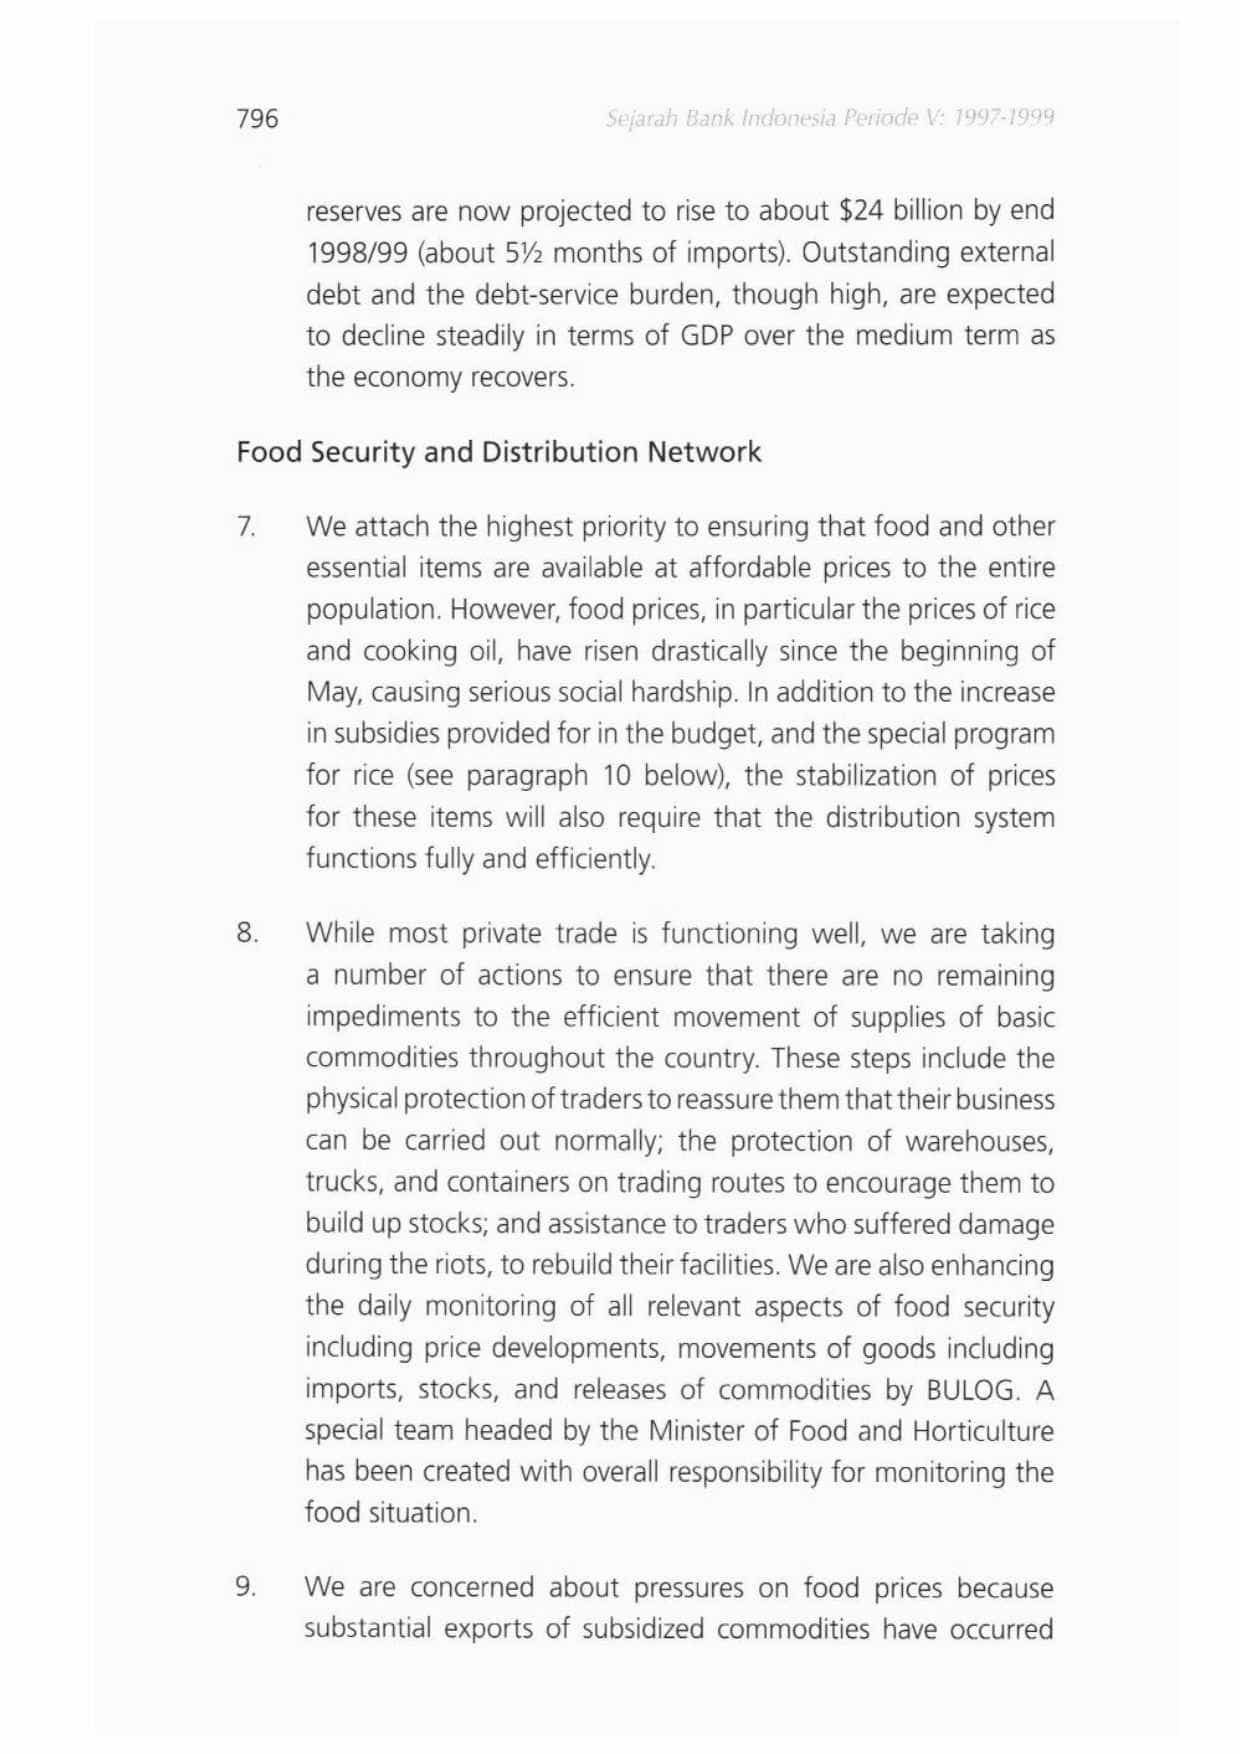 796
Sejarah Bank Indonesia Periode V: 1997-1999
reserves are now projected to rise to about $24 billion by end
1998/99 (about 5½ months of imports). Outstanding external
debt and the debt-service burden, though high, are expected
to decline steadily in terms of GDP over the medium term as
the economy recovers.
Food Security and Distribution Network
7. We attach the highest priority to ensuring that food and other
essential items are available at affordable prices to the entire
population. However, food prices, in particular the prices of rice
and cooking oil, have risen drastically since the beginning of
May, causing serious social hardship. In addition to the increase
in subsidies provided for in the budget, and the special program
for rice (see paragraph 10 below), the stabilization of prices
for these items will also require that the distribution system
functions fully and efficiently.
8. While most private trade is functioning well, we are taking
a number of actions to ensure that there are no remaining
impediments to the efficient movement of supplies of basic
commodities throughout the country. These steps include the
physical protection of traders to reassure them that their business
can be carried out normally; the protection of warehouses,
trucks, and containers on trading routes to encourage them to
build up stocks; and assistance to traders who suffered damage
during the riots, to rebuild their facilities. We are also enhancing
the daily monitoring of all relevant aspects of food security
including price developments, movements of goods including
imports, stocks, and releases of commodities by BULOG. A
special team headed by the Minister of Food and Horticulture
has been created with overall responsibility for monitoring the
food situation.
9. We are concerned about pressures on food prices because
substantial exports of subsidized commodities have occurred